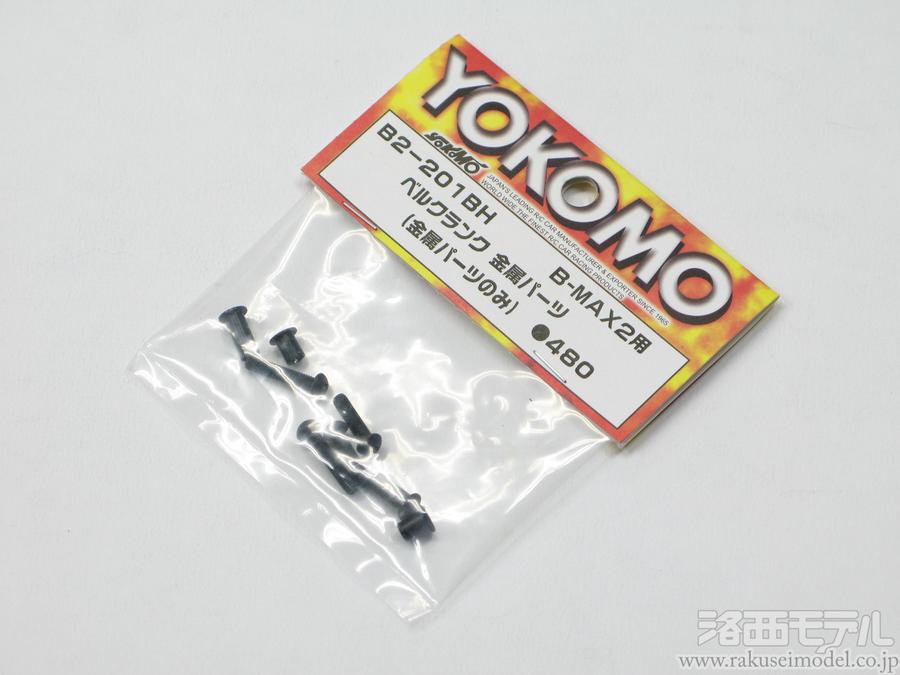 YOKOMO
YOKOMO
JAPAN'S LEADING R/C CAR MANUFACTURER & EXPORTER SINCE 1965
WORLD WIDE THE FINEST R/C CAR RACING PRODUCTS
B2-201BH B-MAX2用
ベルクランク 金属パーツ
(金属パーツのみ) ●480
洛西モデル
www.rakuseimodel.co.jp